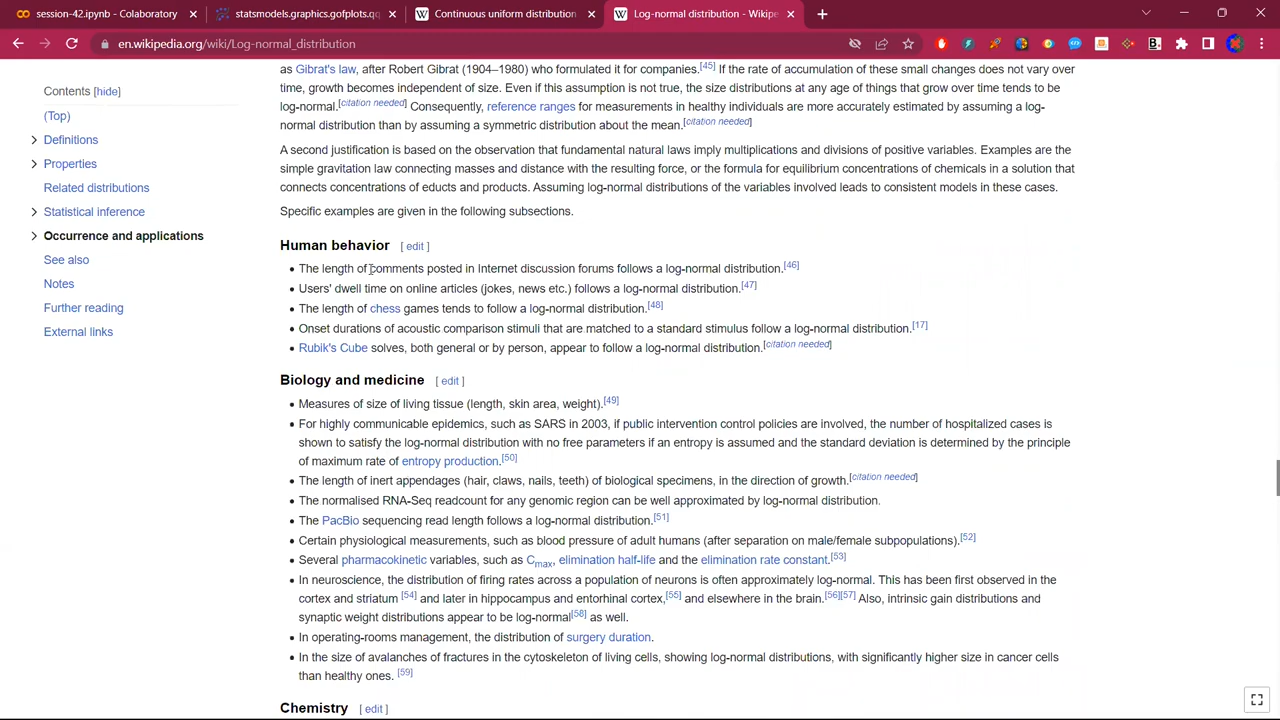 session-42.ipynb - Colaboratory
statsmodels.graphics.gofplots.qq
Continuous uniform distribution
Log-normal distribution - Wikipe
en.wikipedia.org/wiki/Log-normal_distribution
Contents [hide]
(Top)
Definitions
Properties
Related distributions
Statistical inference
Occurrence and applications
See also
Notes
Further reading
External links
as Gibrat's law, after Robert Gibrat (1904–1980) who formulated it for companies.[45] If the rate of accumulation of these small changes does not vary over
time, growth becomes independent of size. Even if this assumption is not true, the size distributions at any age of things that grow over time tends to be
log-normal.[citation needed] Consequently, reference ranges for measurements in healthy individuals are more accurately estimated by assuming a log-
normal distribution than by assuming a symmetric distribution about the mean.[citation needed]
A second justification is based on the observation that fundamental natural laws imply multiplications and divisions of positive variables. Examples are the
simple gravitation law connecting masses and distance with the resulting force, or the formula for equilibrium concentrations of chemicals in a solution that
connects concentrations of educts and products. Assuming log-normal distributions of the variables involved leads to consistent models in these cases.
Specific examples are given in the following subsections.
Human behavior [ edit ]
• The length of comments posted in Internet discussion forums follows a log-normal distribution.[46]
• Users' dwell time on online articles (jokes, news etc.) follows a log-normal distribution.[47]
• The length of chess games tends to follow a log-normal distribution.[48]
• Onset durations of acoustic comparison stimuli that are matched to a standard stimulus follow a log-normal distribution.[17]
• Rubik's Cube solves, both general or by person, appear to follow a log-normal distribution.[citation needed]
Biology and medicine [ edit ]
• Measures of size of living tissue (length, skin area, weight).[49]
• For highly communicable epidemics, such as SARS in 2003, if public intervention control policies are involved, the number of hospitalized cases is
shown to satisfy the log-normal distribution with no free parameters if an entropy is assumed and the standard deviation is determined by the principle
of maximum rate of entropy production.[50]
• The length of inert appendages (hair, claws, nails, teeth) of biological specimens, in the direction of growth.[citation needed]
• The normalised RNA-Seq readcount for any genomic region can be well approximated by log-normal distribution.
• The PacBio sequencing read length follows a log-normal distribution.[51]
• Certain physiological measurements, such as blood pressure of adult humans (after separation on male/female subpopulations).[52]
• Several pharmacokinetic variables, such as Cmax, elimination half-life and the elimination rate constant.[53]
• In neuroscience, the distribution of firing rates across a population of neurons is often approximately log-normal. This has been first observed in the
cortex and striatum [54] and later in hippocampus and entorhinal cortex,[55] and elsewhere in the brain.[56][57] Also, intrinsic gain distributions and
synaptic weight distributions appear to be log-normal[58] as well.
• In operating-rooms management, the distribution of surgery duration.
• In the size of avalanches of fractures in the cytoskeleton of living cells, showing log-normal distributions, with significantly higher size in cancer cells
than healthy ones. [59]
Chemistry [ edit ]